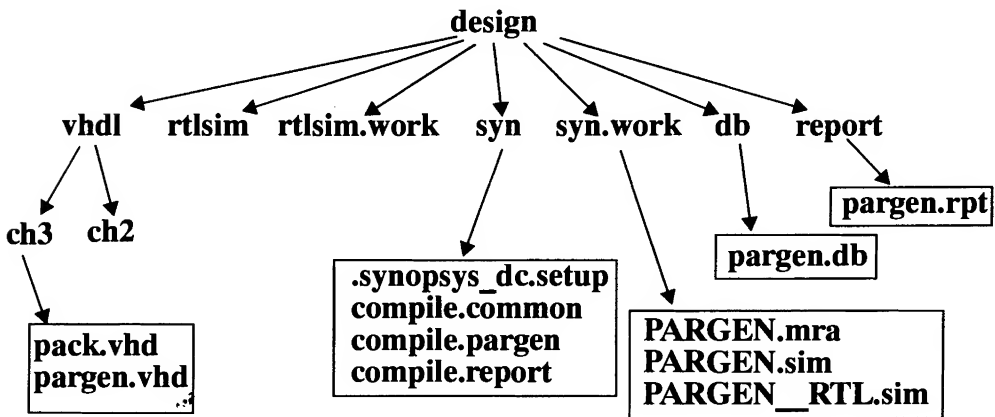 design
vhdl rtlsim rtlsim.work syn syn.work db report
pargen.rpt
ch3 ch2
pargen.db
.synopsys_dc.setup
compile.common
compile.pargen
compile.report
pack.vhd
pargen.vhd
PARGEN.mra
PARGEN.sim
PARGEN__RTL.sim